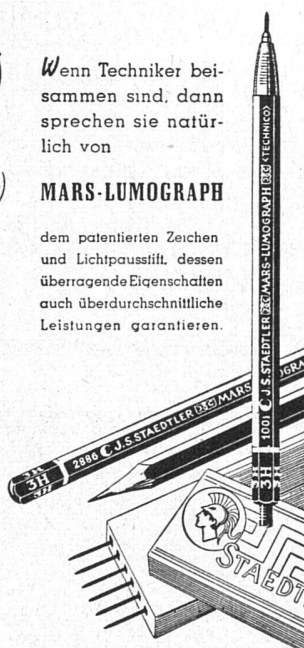 Wenn Techniker bei-
sammen sind, dann
sprechen sie natür-
lich von
MARS-LUMOGRAPH
dem patentierten Zeichen
und Lichtpausstift, dessen
überragende Eigenschaften
auch überdurchschnittliche
Leistungen garantieren.
1001 J.S. STAEDTLER MARS-LUMOGRAPH <TECHNICO>
3H
2886 J.S. STAEDTLER MARS
3H
STAEDT